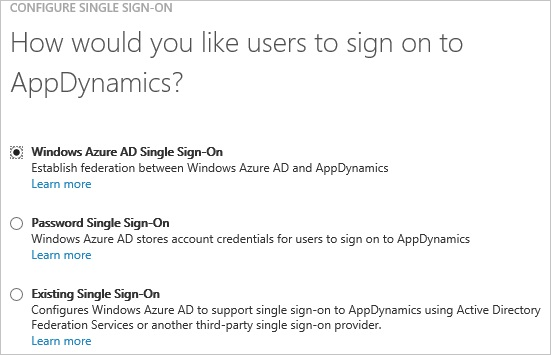 CONFIGURE SINGLE SIGN-ON
How would you like users to sign on to
AppDynamics?
Windows Azure AD Single Sign-On
Establish federation between Windows Azure AD and AppDynamics
Learn more
Password Single Sign-On
Windows Azure AD stores account credentials for users to sign on to AppDynamics
Learn more
Existing Single Sign-On
Configures Windows Azure AD to support single sign-on to AppDynamics using Active Directory
Federation Services or another third-party single sign-on provider.
Learn more